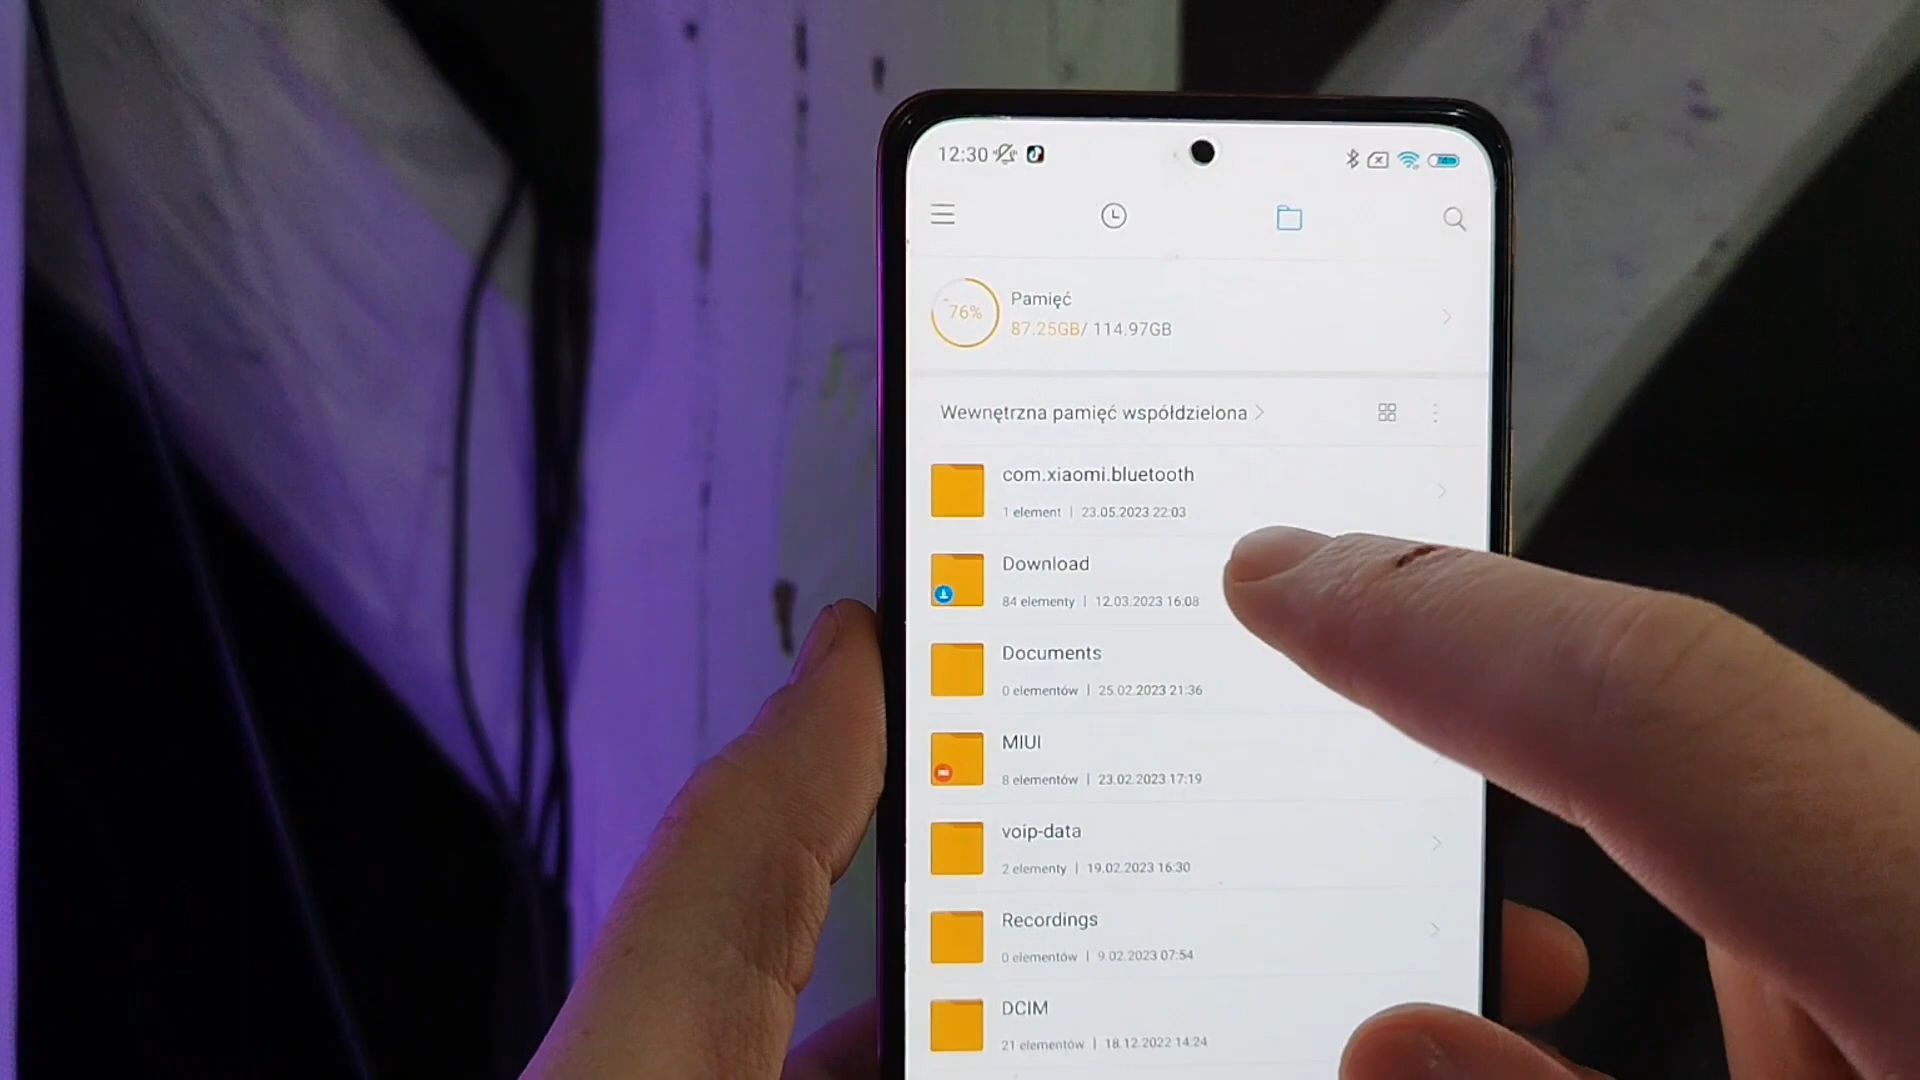 12:30
76%
Pamięć
87.25GB/ 114.97GB
Wewnętrzna pamięć współdzielona
com.xiaomi.bluetooth
1 element | 23.05.2023 22:03
Download
84 elementy | 12.03.2023 16:08
Documents
0 elementów | 25.02.2023 21:36
MIUI
8 elementów | 23.02.2023 17:19
voip-data
2 elementy | 19.02.2023 16:30
Recordings
0 elementów | 9.02.2023 07:54
DCIM
21 elementów | 18.12.2022 14:24